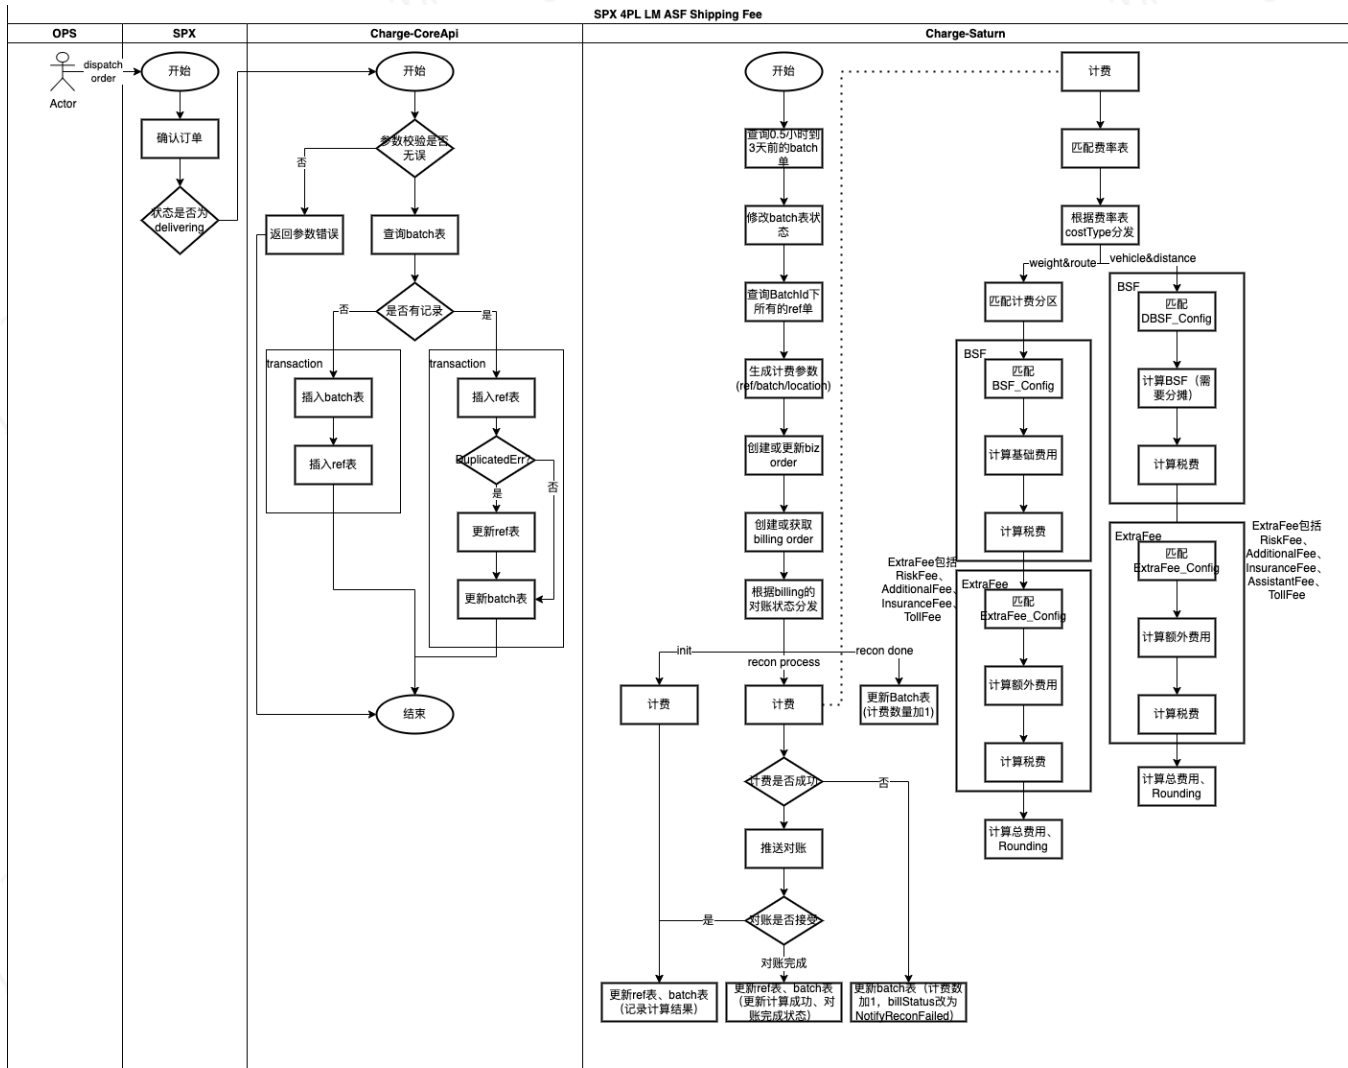 SPX 4PL LM ASF Shipping Fee
OPS
SPX
Charge-CoreApi
Charge-Saturn
Actor
dispatch
order
开始
确认订单
状态是否为
delivering
开始
参数校验是否
无误
否
返回参数错误
查询batch表
是否有记录
否
是
transaction
插入batch表
插入ref表
transaction
插入ref表
DuplicatedErr?
是
否
更新ref表
更新batch表
结束
开始
查询0.5小时到
3天前的batch
单
修改batch表状
态
查询BatchId下
所有的ref单
生成计费参数
(ref/batch/location)
创建或更新biz
order
创建或获取
billing order
根据billing的
对账状态分发
init
recon process
recon done
计费
计费
更新Batch表
(计费数量加1)
计费是否成功
否
推送对账
对账是否接受
是
对账完成
更新ref表、batch表
（记录计算结果）
更新ref表、batch表
（更新计算成功、对
账完成状态）
更新batch表（计费数
加1，billStatus改为
NotifyReconFailed）
计费
匹配费率表
根据费率表
costType分发
weight&route
vehicle&distance
匹配计费分区
BSF
匹配
BSF_Config
计算基础费用
计算税费
ExtraFee包括
RiskFee、
AdditionalFee、
InsuranceFee、
TollFee
ExtraFee
匹配
ExtraFee_Config
计算额外费用
计算税费
计算总费用、
Rounding
BSF
匹配
DBSF_Config
计算BSF（需
要分摊）
计算税费
ExtraFee
匹配
ExtraFee_Config
计算额外费用
计算税费
计算总费用、
Rounding
ExtraFee包括
RiskFee、
AdditionalFee、
InsuranceFee、
AssistantFee、
TollFee